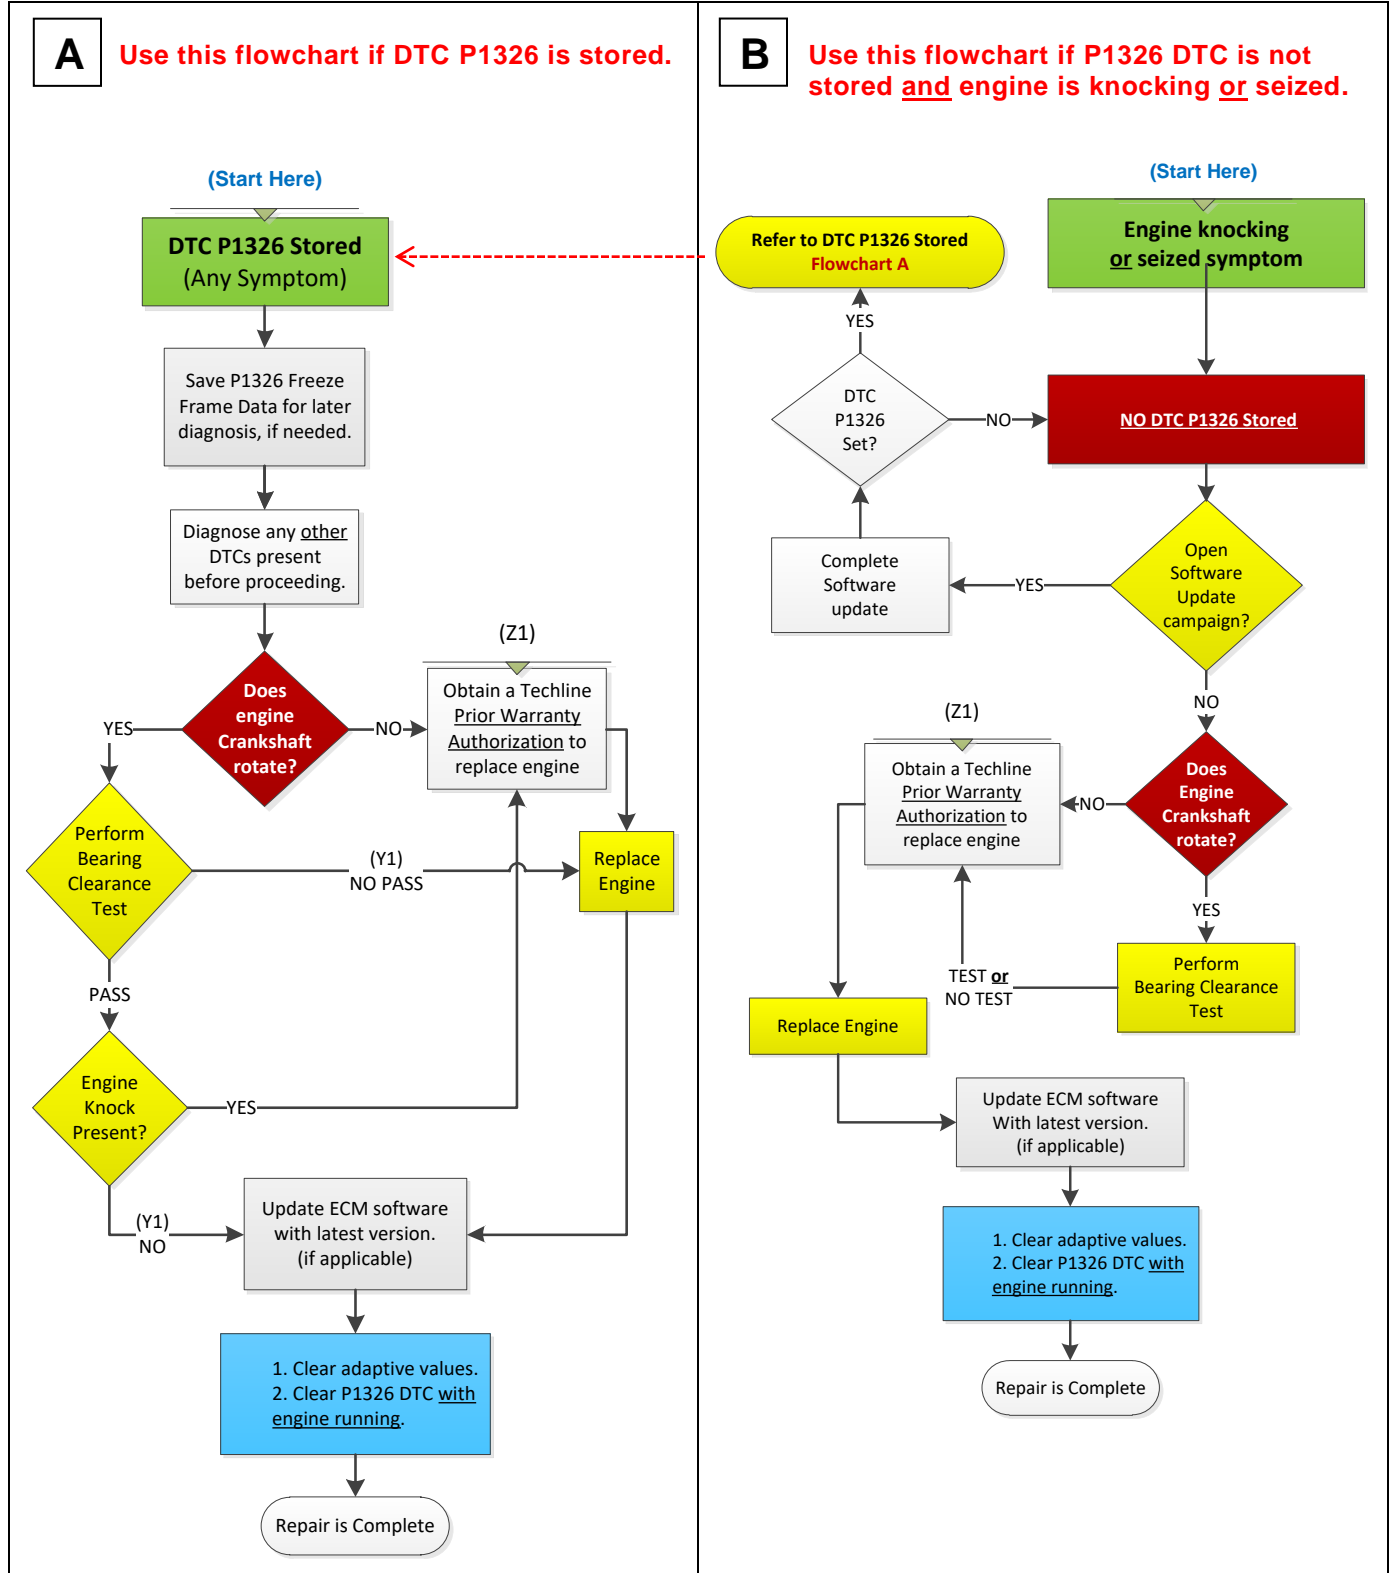 A
Use this flowchart if DTC P1326 is stored.
(Start Here)
DTC P1326 Stored
(Any Symptom)
Save P1326 Freeze
Frame Data for later
diagnosis, if needed.
Diagnose any other
DTCs present
before proceeding.
Does
engine
Crankshaft
rotate?
YES
NO
(Z1)
Obtain a Techline
Prior Warranty
Authorization to
replace engine
Perform
Bearing
Clearance
Test
(Y1)
NO PASS
Replace
Engine
PASS
Engine
Knock
Present?
YES
(Y1)
NO
Update ECM software
with latest version.
(if applicable)
1. Clear adaptive values.
2. Clear P1326 DTC with
engine running.
Repair is Complete
B
Use this flowchart if P1326 DTC is not
stored and engine is knocking or seized.
(Start Here)
Engine knocking
or seized symptom
Refer to DTC P1326 Stored
Flowchart A
YES
DTC
P1326
Set?
NO
NO DTC P1326 Stored
Open
Software
Update
campaign?
YES
Complete
Software
update
NO
Does
Engine
Crankshaft
rotate?
NO
(Z1)
Obtain a Techline
Prior Warranty
Authorization to
replace engine
YES
Perform
Bearing Clearance
Test
TEST or
NO TEST
Replace Engine
Update ECM software
With latest version.
(if applicable)
1. Clear adaptive values.
2. Clear P1326 DTC with
engine running.
Repair is Complete